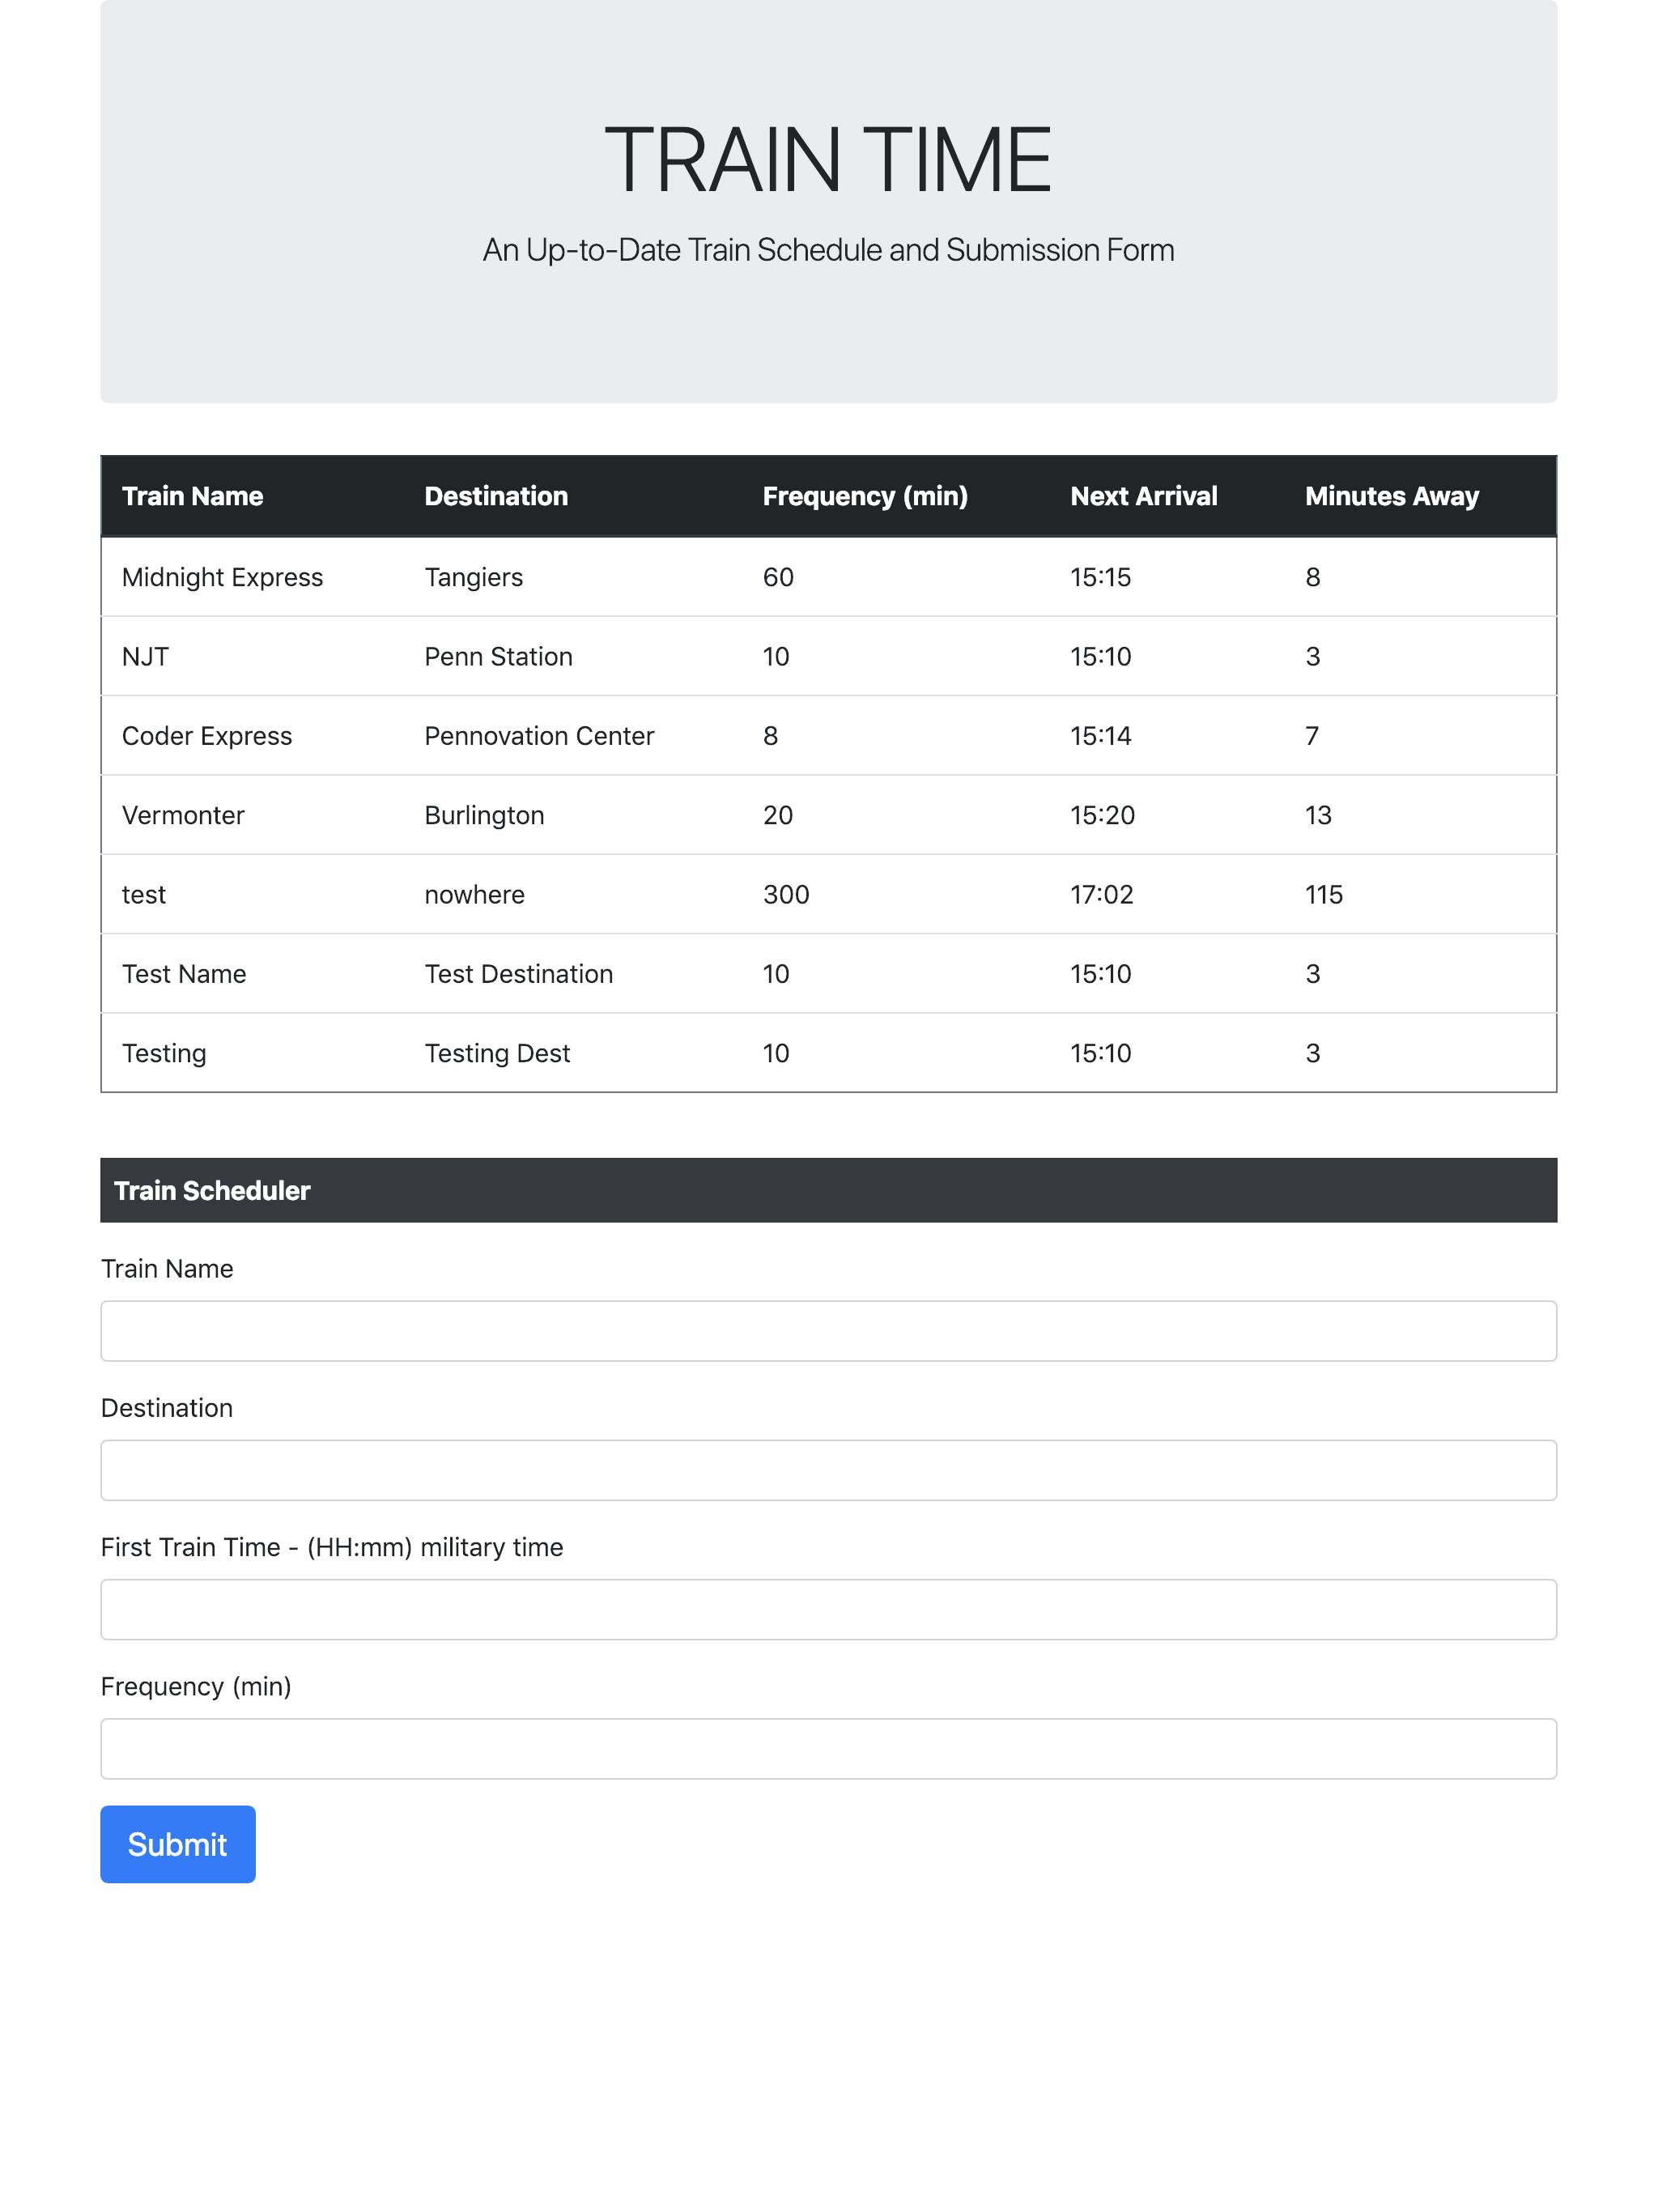 TRAIN TIME
An Up-to-Date Train Schedule and Submission Form
Train Name Destination Frequency (min) Next Arrival Minutes Away
Midnight Express Tangiers 60 15:15 8
NJT Penn Station 10 15:10 3
Coder Express Pennovation Center 8 15:14 7
Vermonter Burlington 20 15:20 13
test nowhere 300 17:02 115
Test Name Test Destination 10 15:10 3
Testing Testing Dest 10 15:10 3
Train Scheduler
Train Name
Destination
First Train Time - (HH:mm) military time
Frequency (min)
Submit